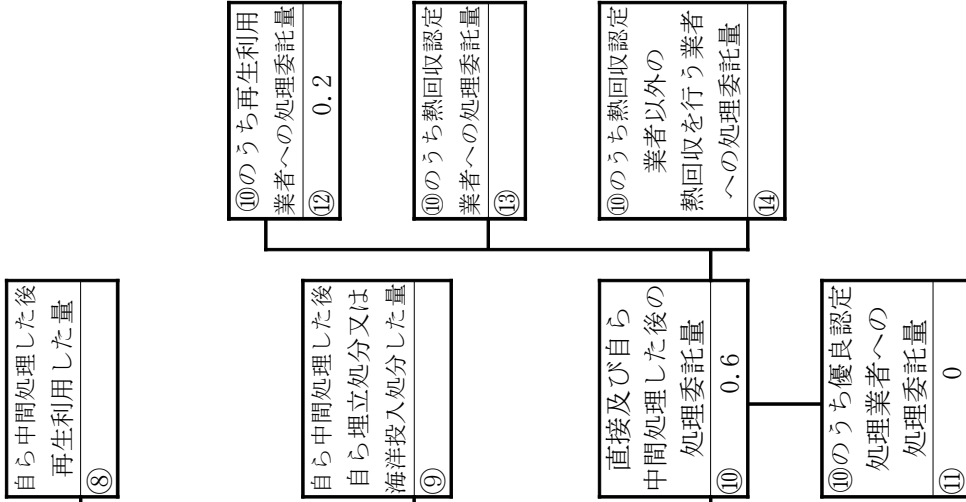 自ら中間処理した後
再生利用した量
⑧
自ら中間処理した後
自ら埋立処分又は
海洋投入処分した量
⑨
直接及び自ら
中間処理した後の
処理委託量
⑩ 0.6
⑩のうち優良認定
処理業者への
処理委託量
⑪ 0
⑩のうち再生利用
業者への処理委託量
⑫ 0.2
⑩のうち熱回収認定
業者への処理委託量
⑬
⑩のうち熱回収認定
業者以外の
熱回収を行う業者
への処理委託量
⑭